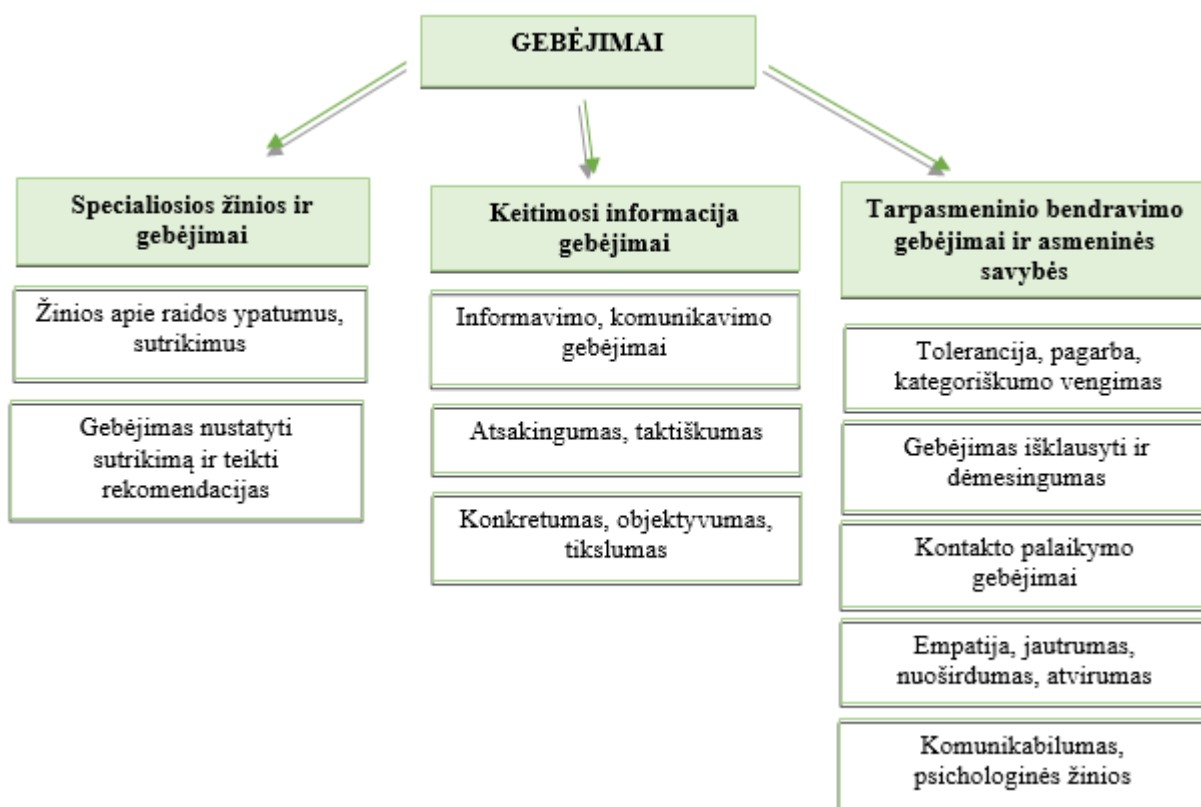 GEBĖJIMAI
Specialiosios žinios ir
gebėjimai
Žinios apie raidos ypatumus,
sutrikimus
Gebėjimas nustatyti
sutrikimą ir teikti
rekomendacijas
Keitimosi informacija
gebėjimai
Informavimo, komunikavimo
gebėjimai
Atsakingumas, taktiškumas
Konkretumas, objektyvumas,
tikslumas
Tarpasmeninio bendravimo
gebėjimai ir asmeninės
savybės
Tolerancija, pagarba,
kategoriškumo vengimas
Gebėjimas išklausyti ir
dėmesingumas
Kontakto palaikymo
gebėjimai
Empatija, jautrumas,
nuoširdumas, atvirumas
Komunikabilumas,
psichologinės žinios